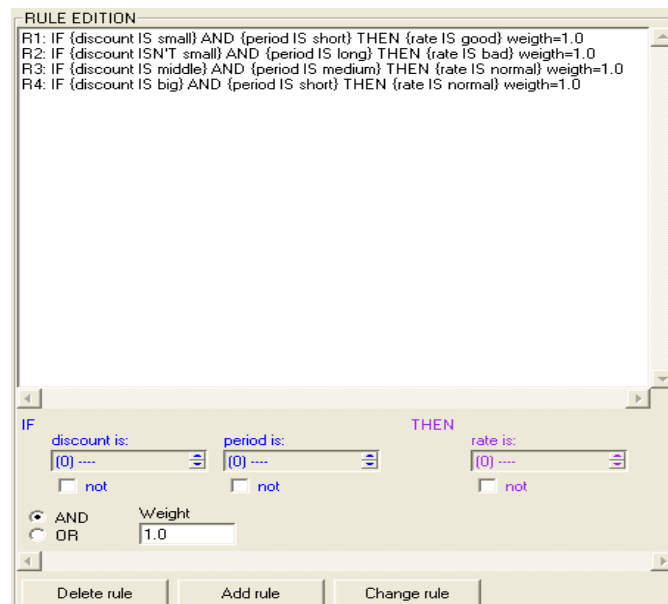 RULE EDITION
R1: IF {discount IS small} AND {period IS short} THEN {rate IS good} weigth=1.0
R2: IF {discount ISN'T small} AND {period IS long} THEN {rate IS bad} weigth=1.0
R3: IF {discount IS middle} AND {period IS medium} THEN {rate IS normal} weigth=1.0
R4: IF {discount IS big} AND {period IS short} THEN {rate IS normal} weigth=1.0
IF THEN
discount is: period is: rate is:
(0) ---- (0) ---- (0) ----
not not not
AND Weight
OR 1.0
Delete rule Add rule Change rule